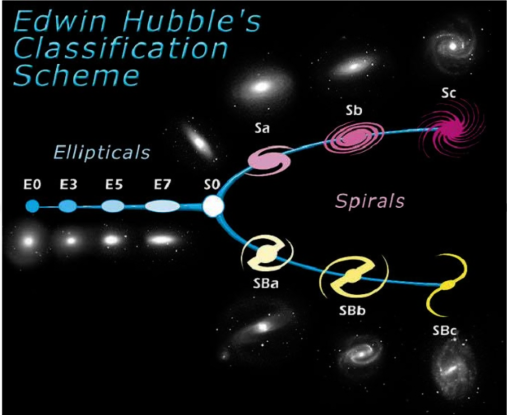 Edwin Hubble's
Classification
Scheme
Ellipticals
E0 E3 E5 E7 S0
Sa
Sb
Sc
Spirals
SBa
SBb
SBc